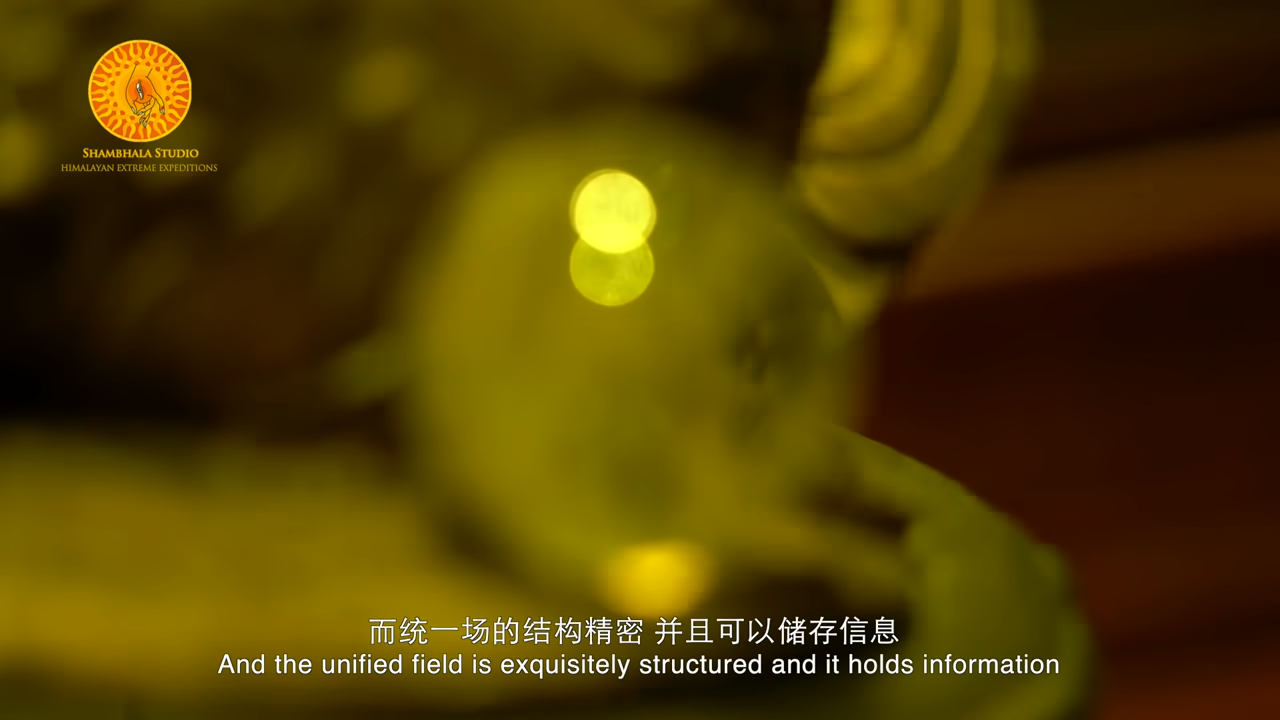 SHAMBHALA STUDIO
HIMALAYAN EXTREME EXPEDITIONS
而统一场的结构精密 并且可以储存信息
And the unified field is exquisitely structured and it holds information